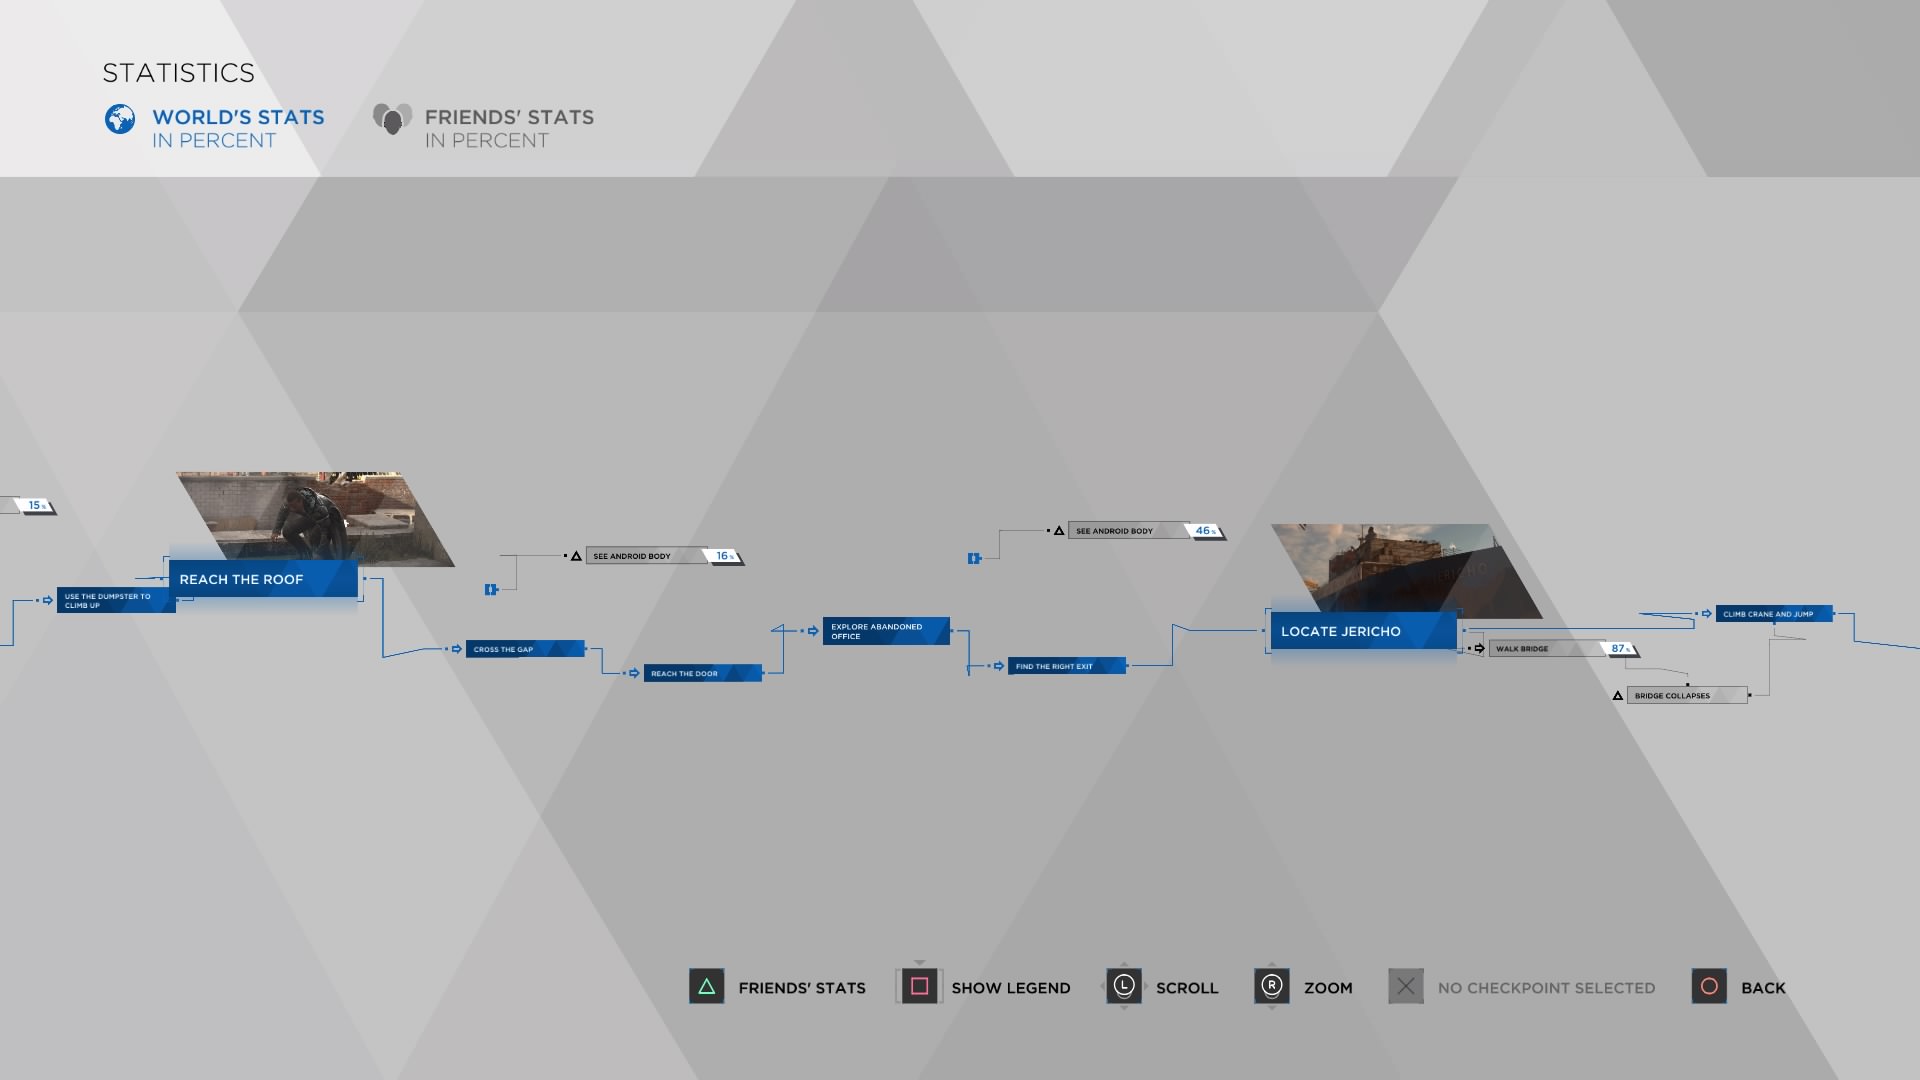 STATISTICS
WORLD'S STATS
IN PERCENT
FRIENDS' STATS
IN PERCENT
15%
USE THE DUMPSTER TO
CLIMB UP
REACH THE ROOF
CROSS THE GAP
SEE ANDROID BODY 16%
REACH THE DOOR
EXPLORE ABANDONED
OFFICE
SEE ANDROID BODY 46%
FIND THE RIGHT EXIT
JERICHO
LOCATE JERICHO
WALK BRIDGE 87%
BRIDGE COLLAPSES
CLIMB CRANE AND JUMP
FRIENDS' STATS
SHOW LEGEND
L SCROLL
R ZOOM
NO CHECKPOINT SELECTED
BACK